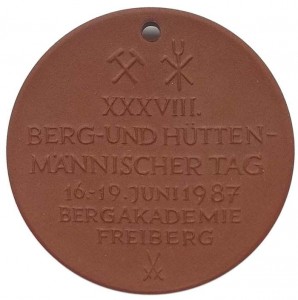 XXXVIII.
BERG-UND HÜTTEN-
MÄNNISCHER TAG
16.-19. JUNI 1987
BERGAKADEMIE
FREIBERG